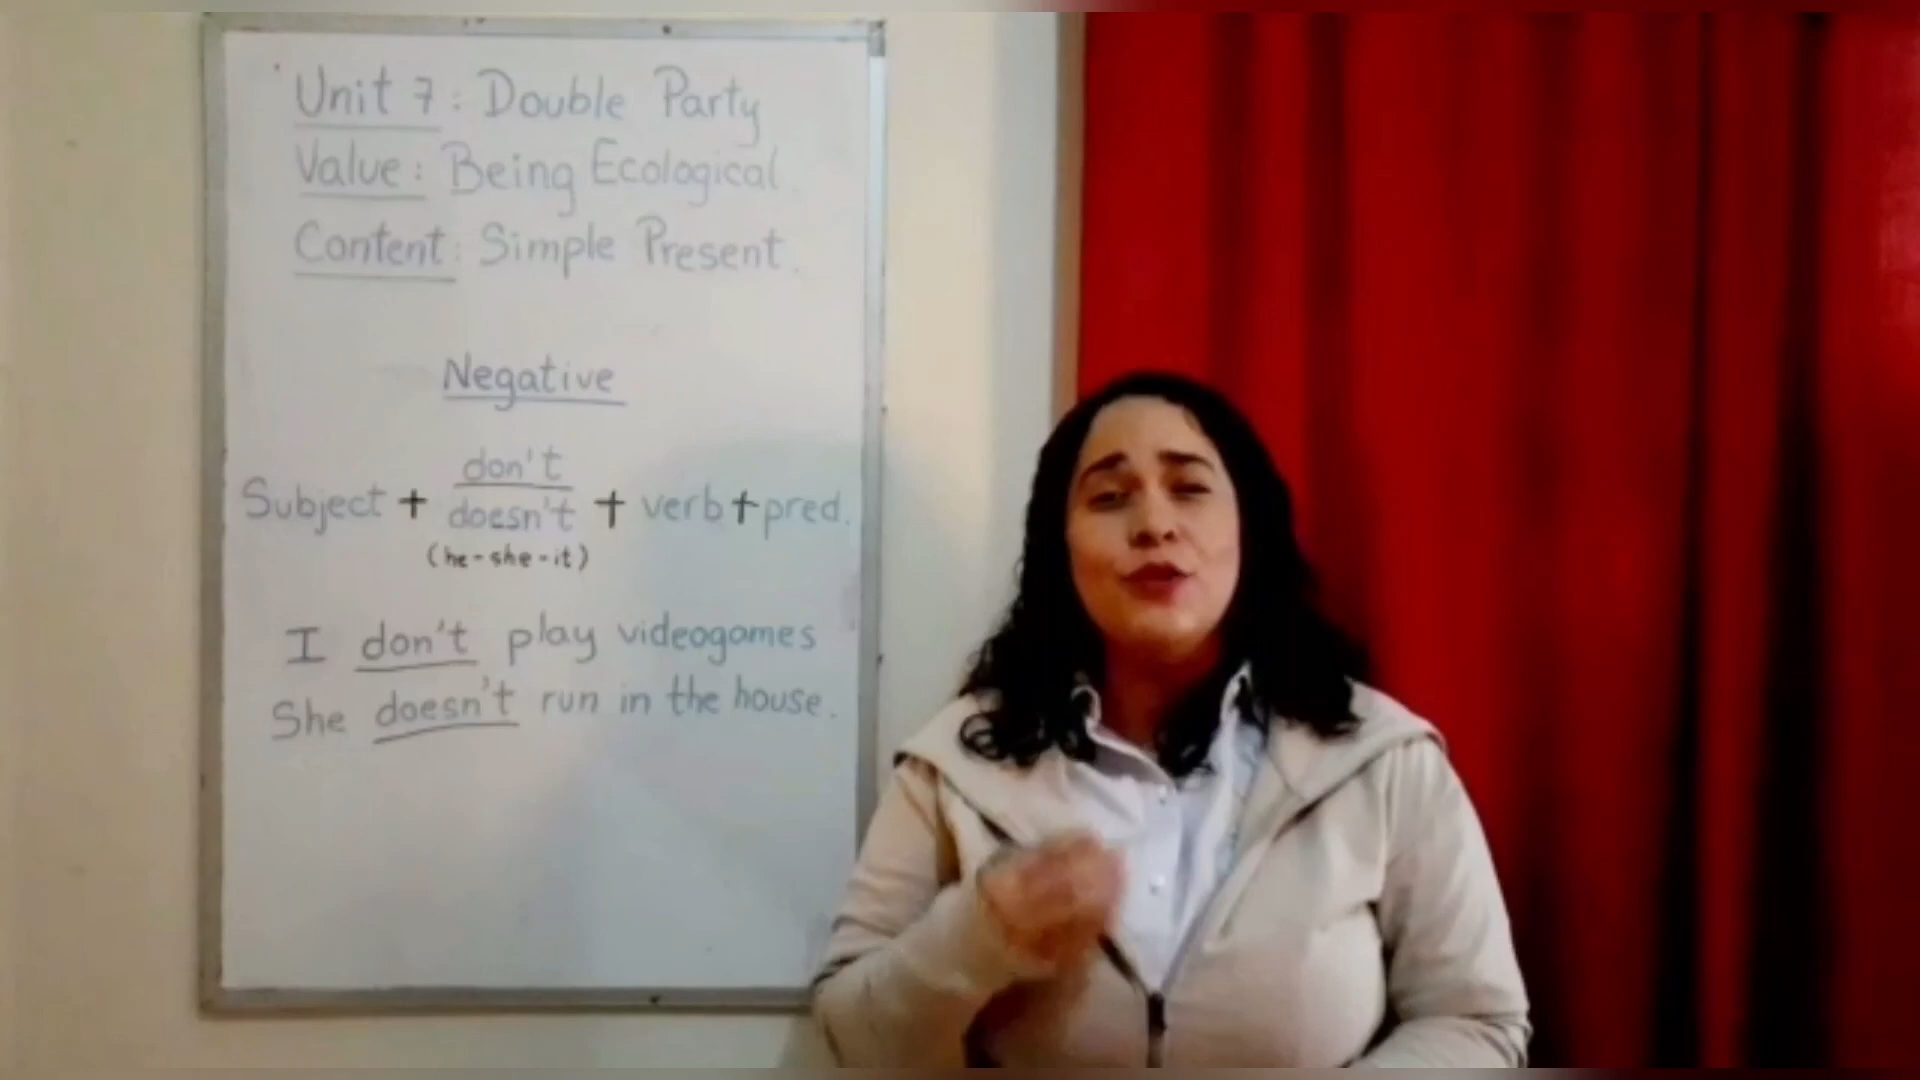 Unit 7: Double Party
Value: Being Ecological.
Content: Simple Present.
Negative
don't
Subject + doesn't + verb + pred.
(he-she-it)
I don't play videogames
She doesn't run in the house.